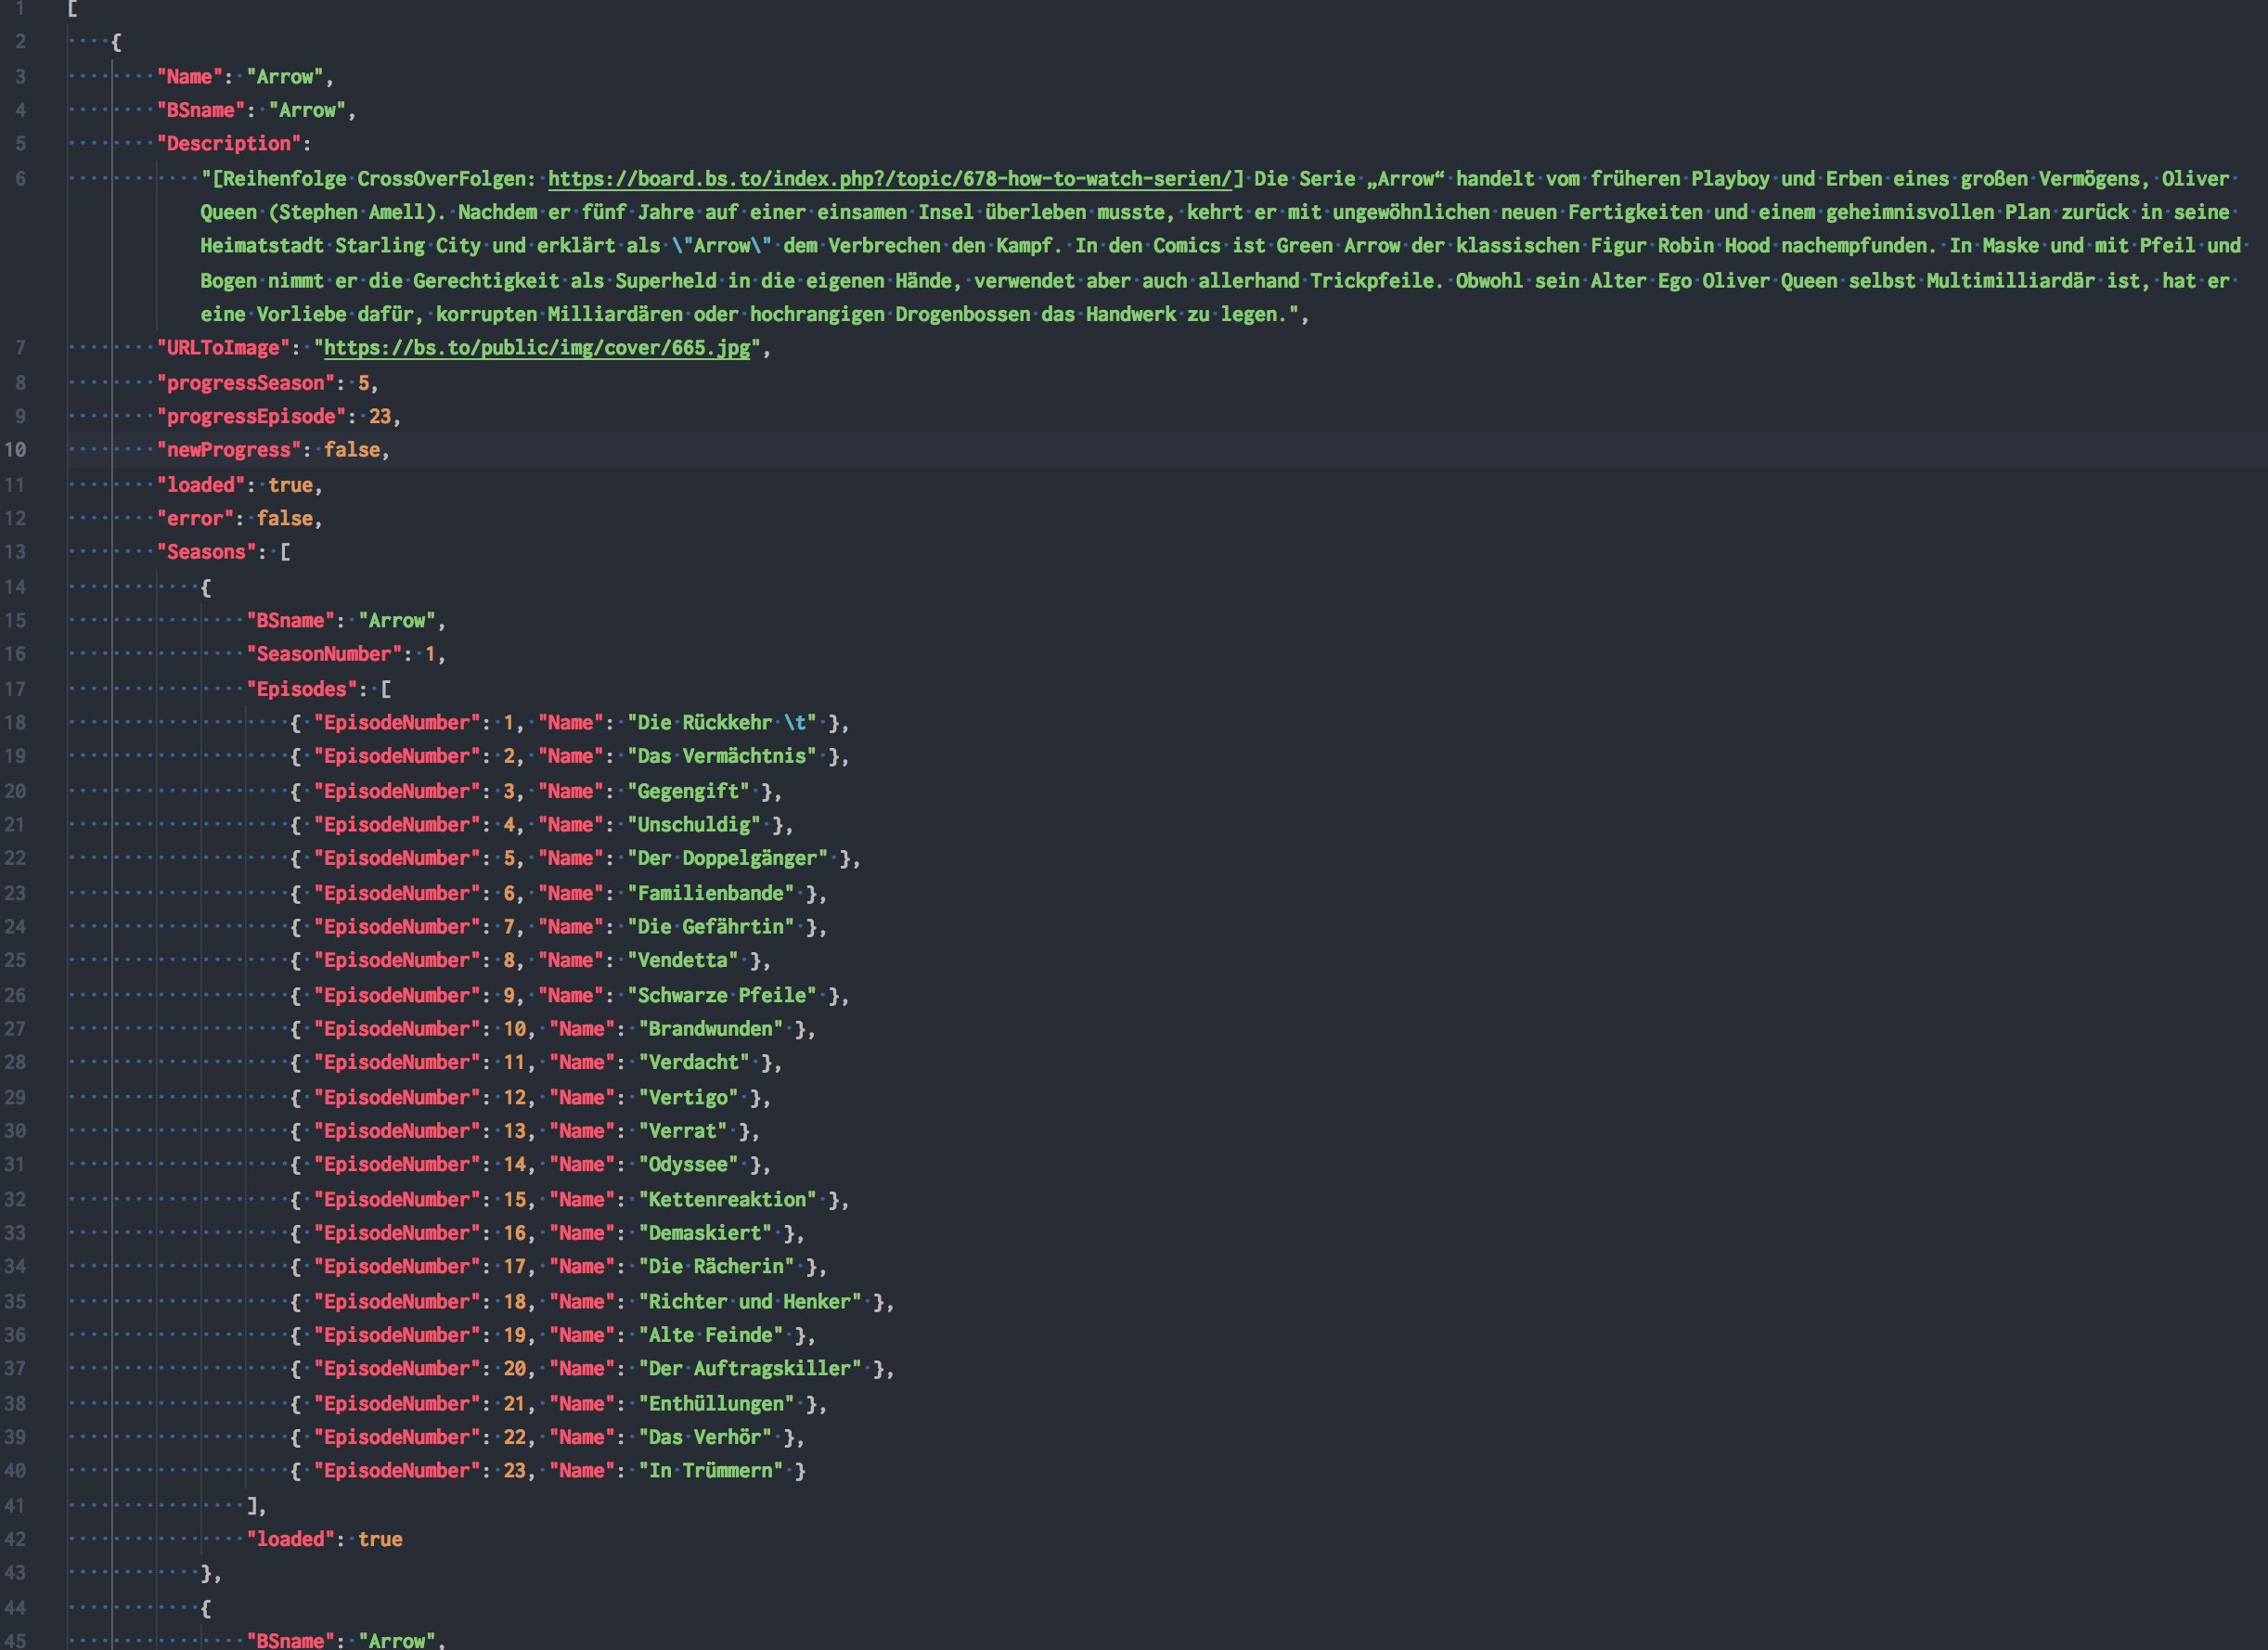 1 [
2 {
3 "Name": "Arrow",
4 "BSname": "Arrow",
5 "Description":
6 "[Reihenfolge CrossOverFolgen: https://board.bs.to/index.php?/topic/678-how-to-watch-serien/] Die Serie „Arrow“ handelt vom früheren Playboy und Erben eines großen Vermögens, Oliver
Queen (Stephen Amell). Nachdem er fünf Jahre auf einer einsamen Insel überleben musste, kehrt er mit ungewöhnlichen neuen Fertigkeiten und einem geheimnisvollen Plan zurück in seine
Heimatstadt Starling City und erklärt als \"Arrow\" dem Verbrechen den Kampf. In den Comics ist Green Arrow der klassischen Figur Robin Hood nachempfunden. In Maske und mit Pfeil und
Bogen nimmt er die Gerechtigkeit als Superheld in die eigenen Hände, verwendet aber auch allerhand Trickpfeile. Obwohl sein Alter Ego Oliver Queen selbst Multimilliardär ist, hat er
eine Vorliebe dafür, korrupten Milliardären oder hochrangigen Drogenbossen das Handwerk zu legen.",
7 "URLToImage": "https://bs.to/public/img/cover/665.jpg",
8 "progressSeason": 5,
9 "progressEpisode": 23,
10 "newProgress": false,
11 "loaded": true,
12 "error": false,
13 "Seasons": [
14 {
15 "BSname": "Arrow",
16 "SeasonNumber": 1,
17 "Episodes": [
18 { "EpisodeNumber": 1, "Name": "Die Rückkehr \t" },
19 { "EpisodeNumber": 2, "Name": "Das Vermächtnis" },
20 { "EpisodeNumber": 3, "Name": "Gegengift" },
21 { "EpisodeNumber": 4, "Name": "Unschuldig" },
22 { "EpisodeNumber": 5, "Name": "Der Doppelgänger" },
23 { "EpisodeNumber": 6, "Name": "Familienbande" },
24 { "EpisodeNumber": 7, "Name": "Die Gefährtin" },
25 { "EpisodeNumber": 8, "Name": "Vendetta" },
26 { "EpisodeNumber": 9, "Name": "Schwarze Pfeile" },
27 { "EpisodeNumber": 10, "Name": "Brandwunden" },
28 { "EpisodeNumber": 11, "Name": "Verdacht" },
29 { "EpisodeNumber": 12, "Name": "Vertigo" },
30 { "EpisodeNumber": 13, "Name": "Verrat" },
31 { "EpisodeNumber": 14, "Name": "Odyssee" },
32 { "EpisodeNumber": 15, "Name": "Kettenreaktion" },
33 { "EpisodeNumber": 16, "Name": "Demaskiert" },
34 { "EpisodeNumber": 17, "Name": "Die Rächerin" },
35 { "EpisodeNumber": 18, "Name": "Richter und Henker" },
36 { "EpisodeNumber": 19, "Name": "Alte Feinde" },
37 { "EpisodeNumber": 20, "Name": "Der Auftragskiller" },
38 { "EpisodeNumber": 21, "Name": "Enthüllungen" },
39 { "EpisodeNumber": 22, "Name": "Das Verhör" },
40 { "EpisodeNumber": 23, "Name": "In Trümmern" }
41 ],
42 "loaded": true
43 },
44 {
45 "BSname": "Arrow",